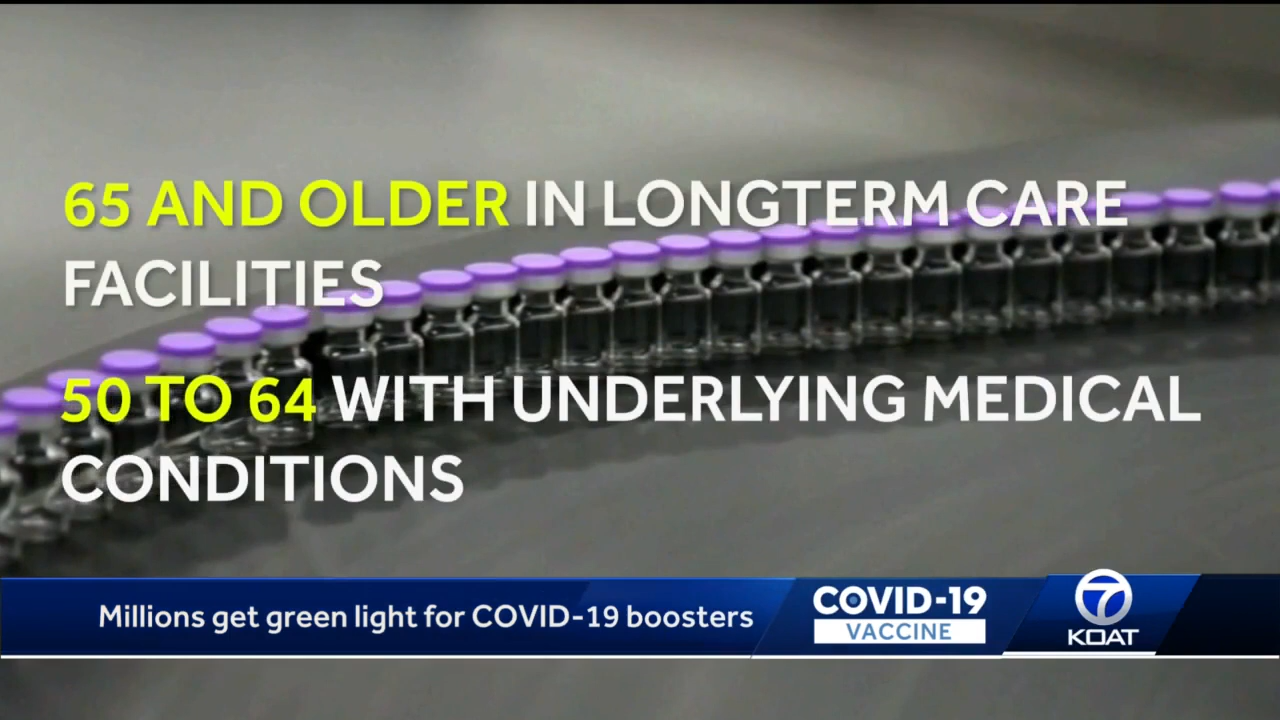 65 AND OLDER IN LONGTERM CARE
FACILITIES
50 TO 64 WITH UNDERLYING MEDICAL
CONDITIONS
Millions get green light for COVID-19 boosters
COVID-19
VACCINE
7
KOAT